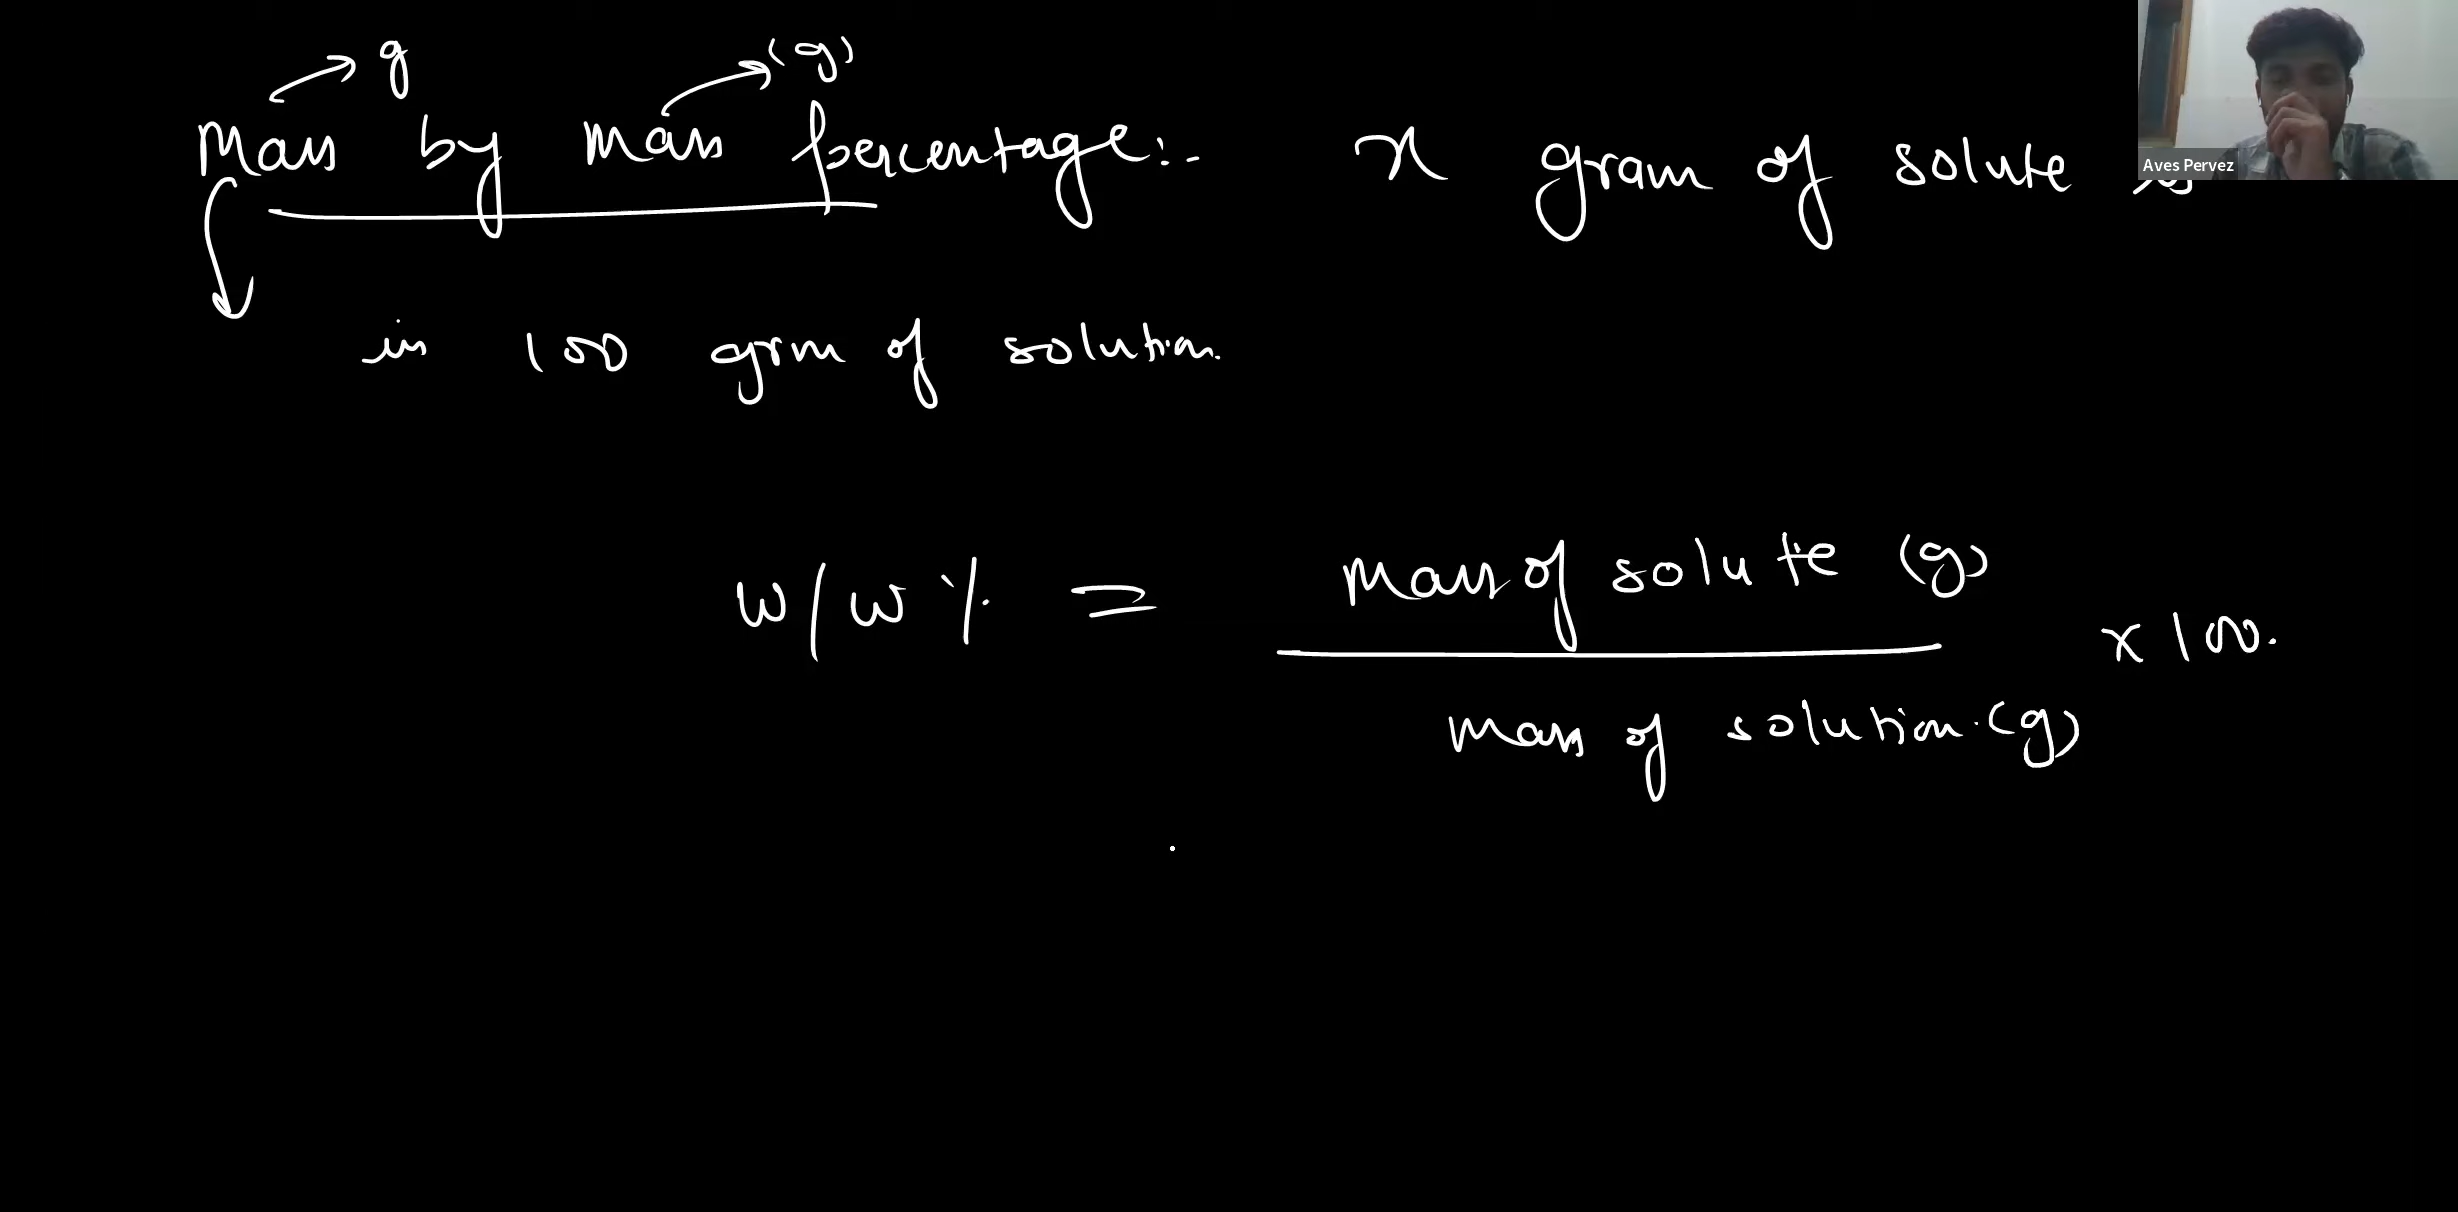 g (g)
Mass by mass percentage:- x gram of solute is
in 100 grm of solution.
w/w % = Mass of solute (g)
x 100.
mass of solution. (g)
Aves Pervez